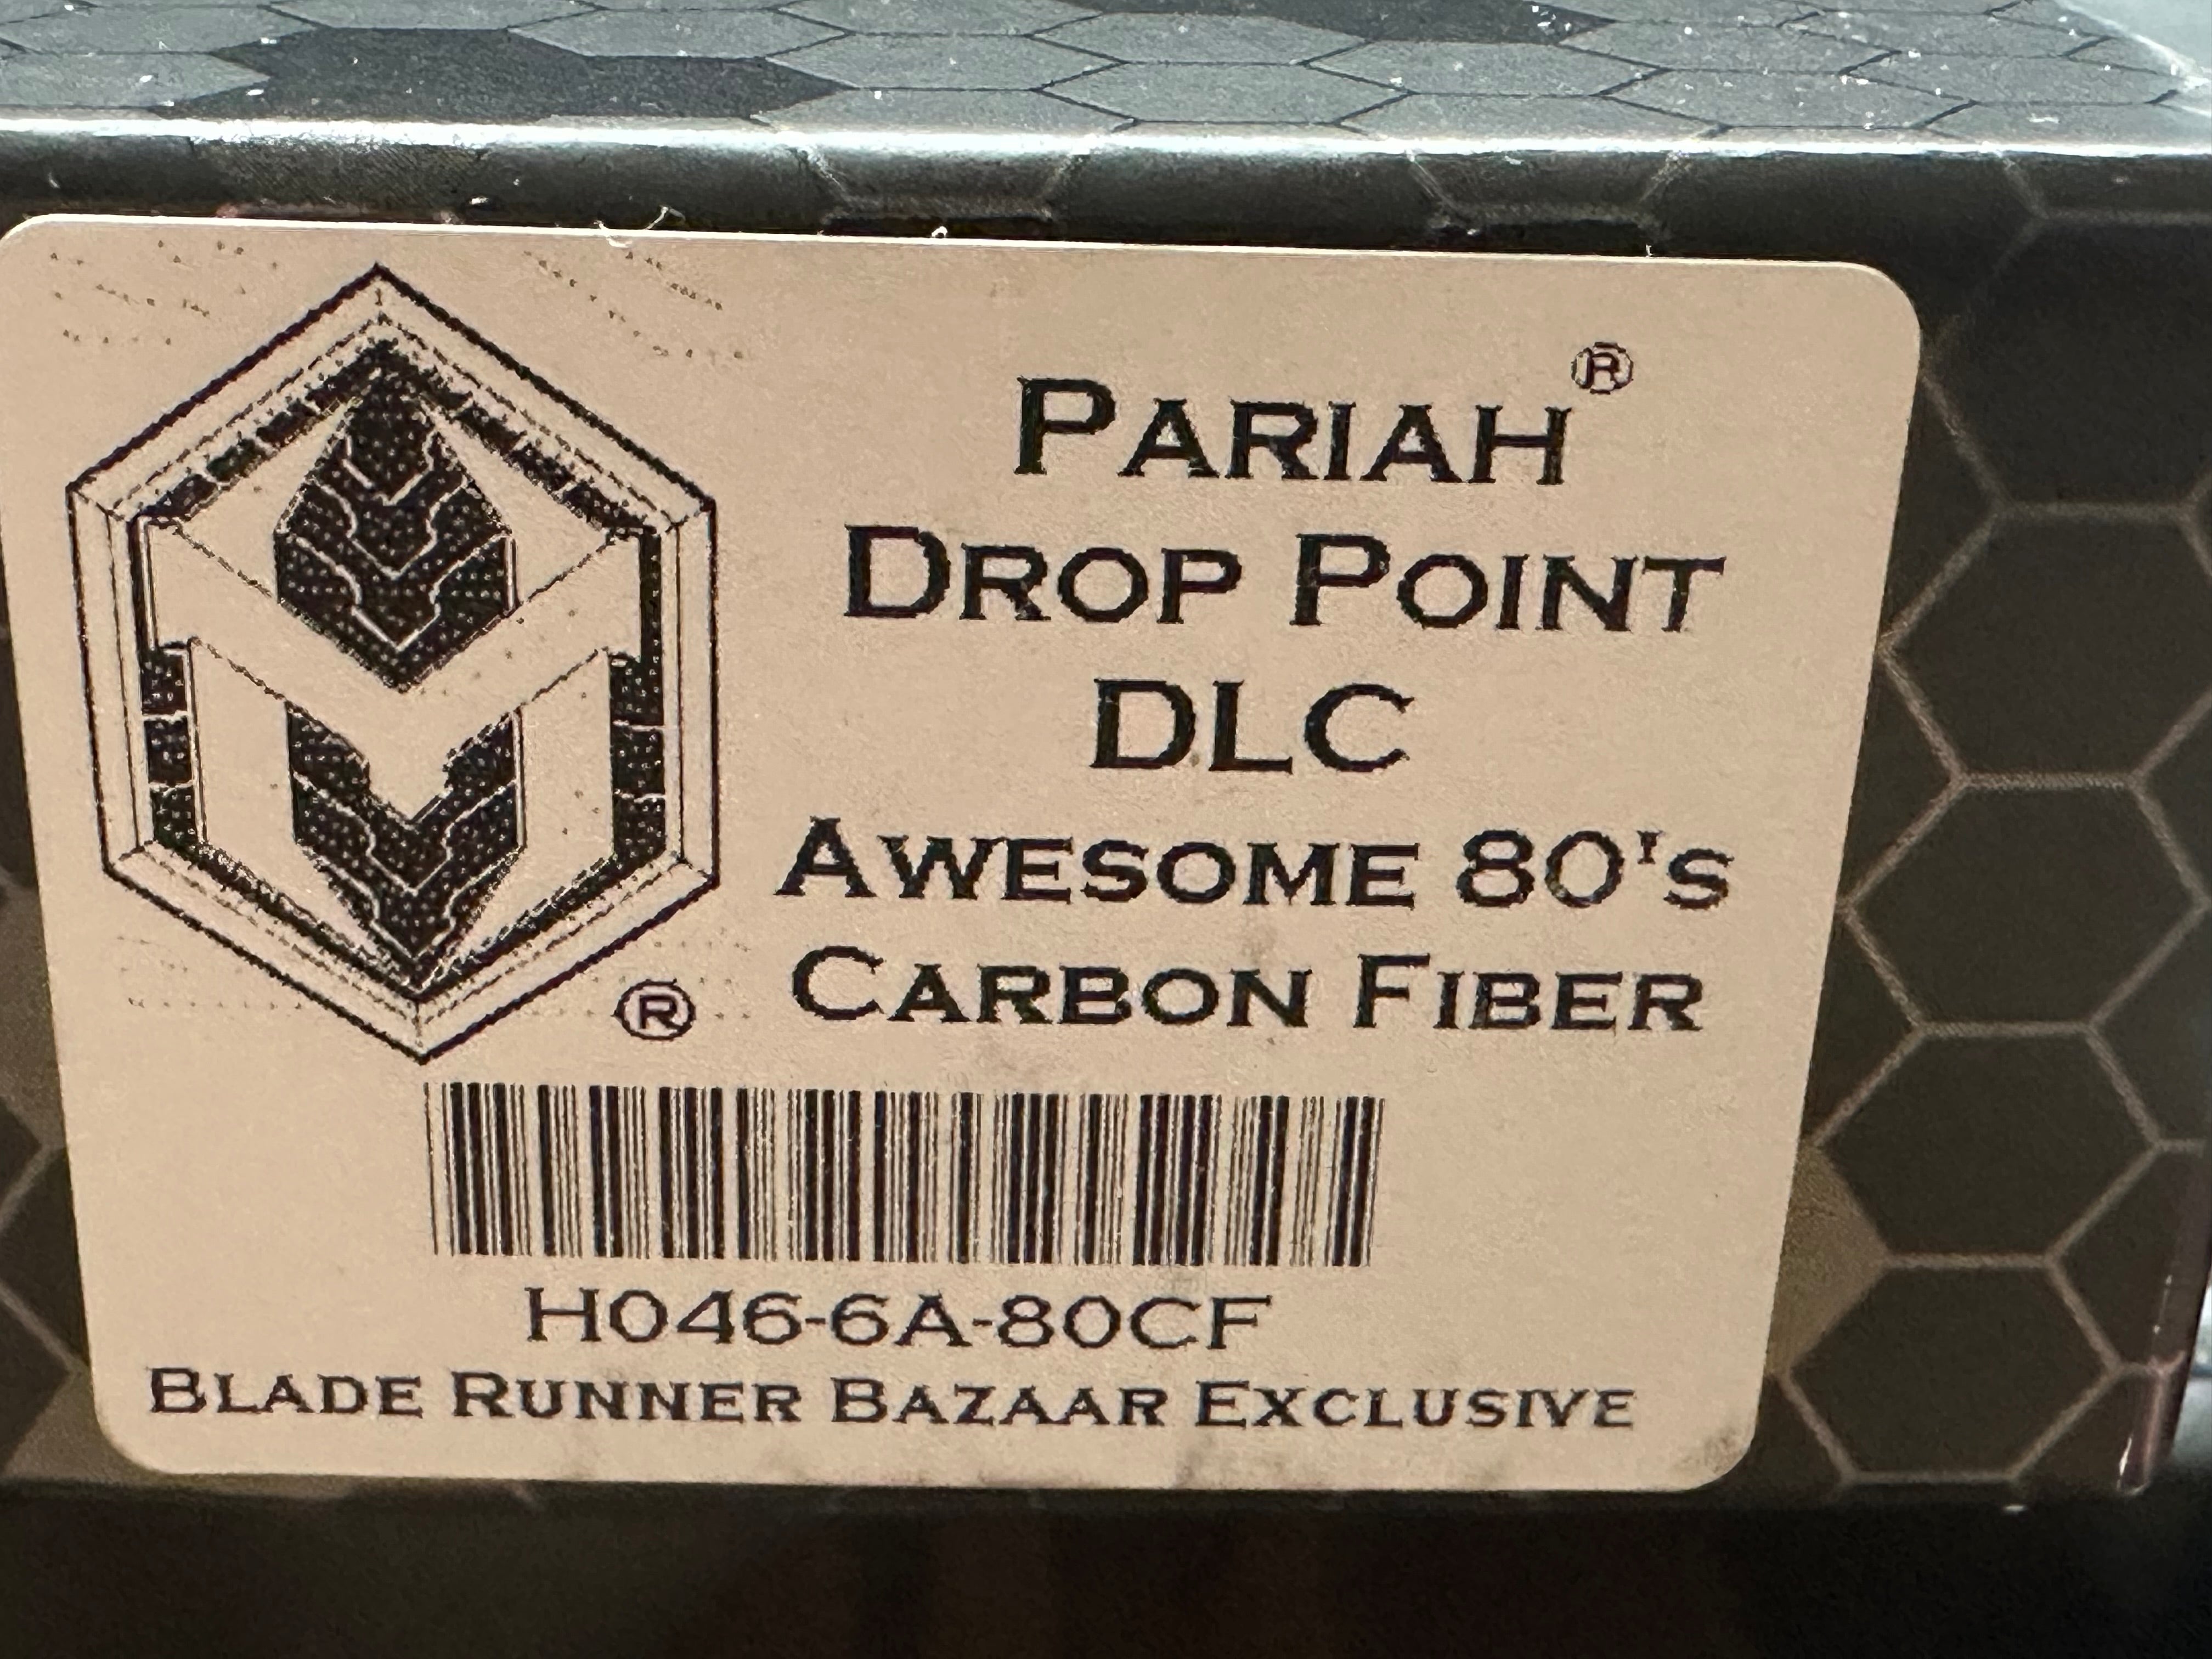 PARIAH®
DROP POINT
DLC
AWESOME 80'S
CARBON FIBER
®
H046-6A-80CF
BLADE RUNNER BAZAAR EXCLUSIVE